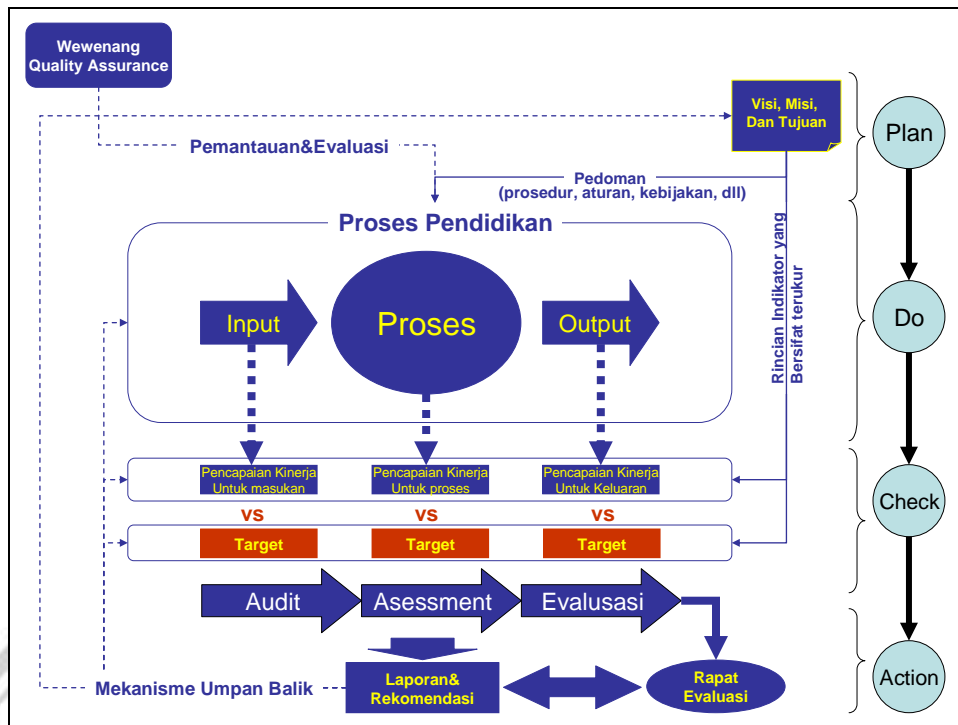 Wewenang
Quality Assurance
Visi, Misi,
Dan Tujuan
Plan
Pemantauan&Evaluasi
Pedoman
(prosedur, aturan, kebijakan, dll)
Proses Pendidikan
Rincian Indikator yang
Bersifat terukur
Input
Proses
Output
Do
Pencapaian Kinerja
Untuk masukan
Pencapaian Kinerja
Untuk proses
Pencapaian Kinerja
Untuk Keluaran
vs
vs
vs
Check
Target
Target
Target
Audit
Asessment
Evalusasi
Mekanisme Umpan Balik
Laporan&
Rekomendasi
Rapat
Evaluasi
Action